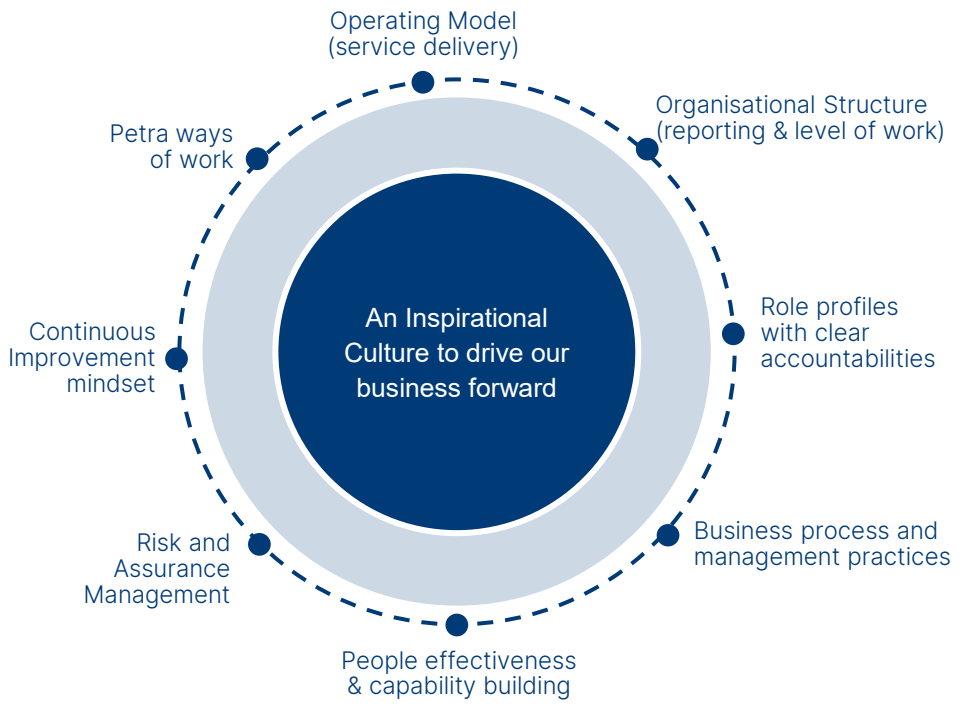 Operating Model
(service delivery)
Organisational Structure
(reporting & level of work)
Petra ways
of work
An Inspirational
Culture to drive our
business forward
Role profiles
with clear
accountabilities
Continuous
Improvement
mindset
Business process and
management practices
Risk and
Assurance
Management
People effectiveness
& capability building